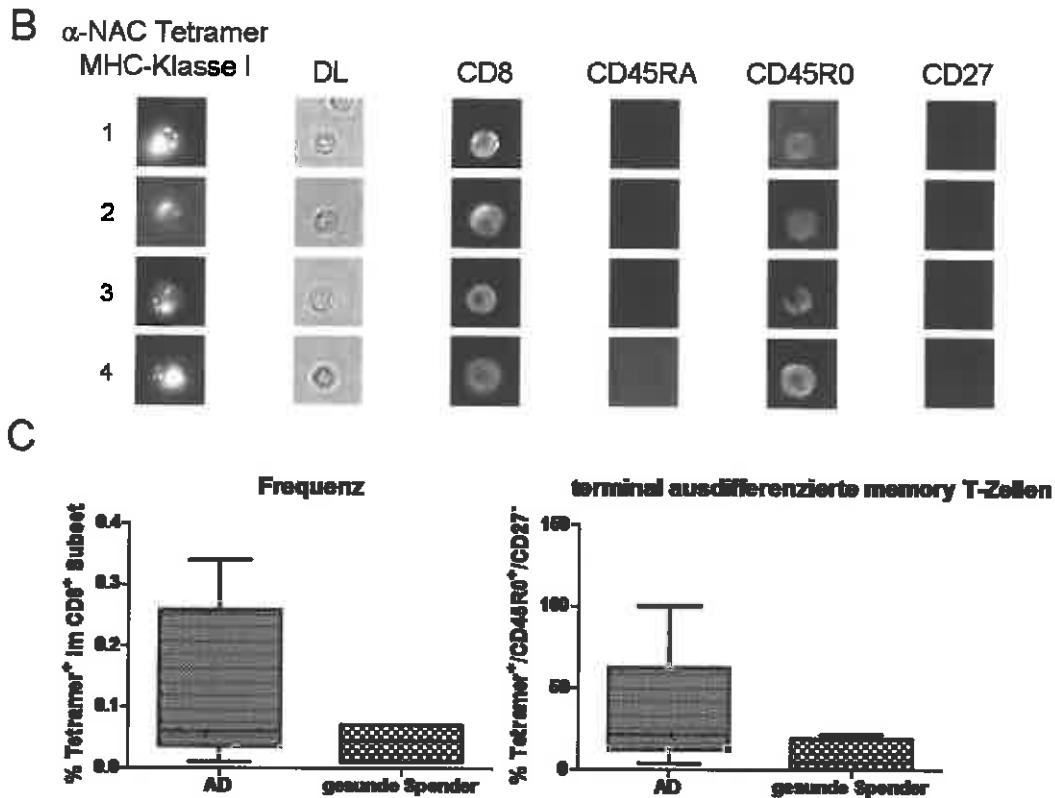 B
α-NAC Tetramer
MHC-Klasse I
DL
CD8
CD45RA
CD45R0
CD27
1
2
3
4
C
Frequenz
% Tetramer⁺ im CD8⁺ Subset
0.4
0.3
0.2
0.1
0.0
AD
gesunde Spender
terminal ausdifferenzierte memory T-Zellen
% Tetramer⁺/CD45R0⁺/CD27⁻
150
100
50
0
AD
gesunde Spender